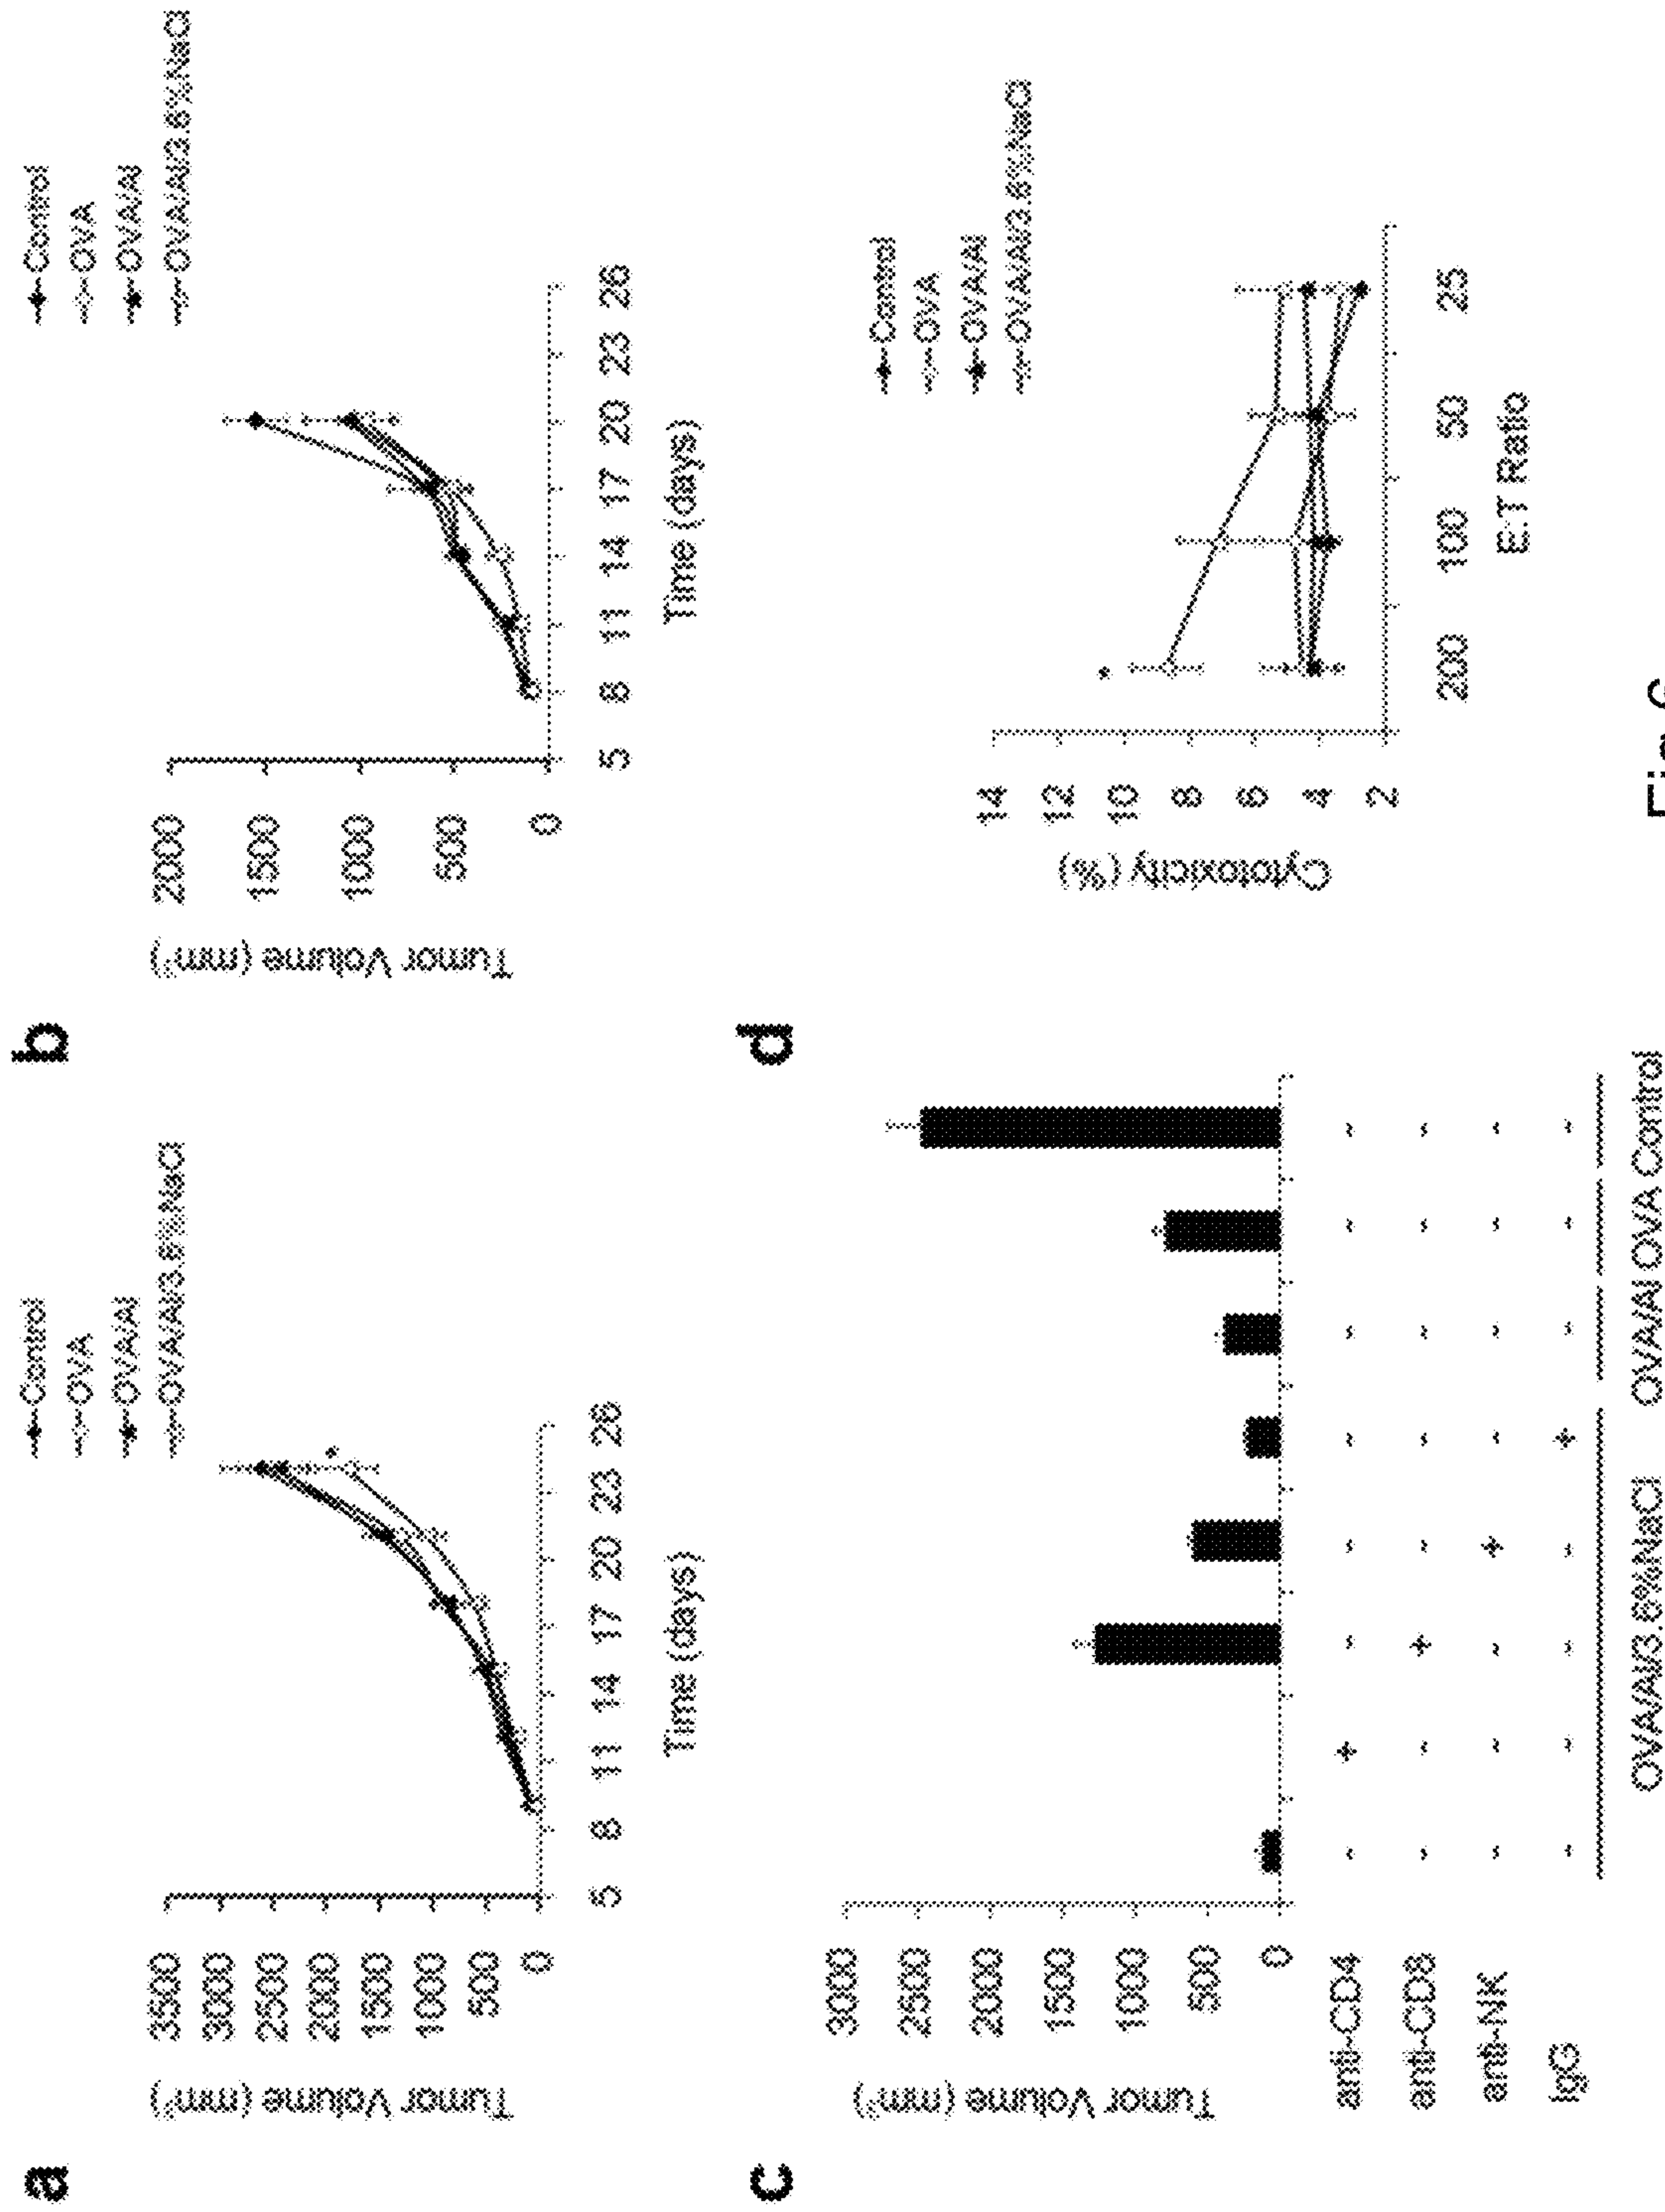 a
Control
OVA
OVA/Al
OVA/Al/3.6%NaCl
Tumor Volume (mm³)
3500
3000
2500
2000
1500
1000
500
0
5 8 11 14 17 20 23 26
Time (days)
b
Control
OVA
OVA/Al
OVA/Al/3.6%NaCl
Tumor Volume (mm³)
2000
1500
1000
500
0
5 8 11 14 17 20 23 26
Time (days)
c
Tumor Volume (mm³)
3000
2500
2000
1500
1000
500
0
anti-CD4 - + - - - - - -
anti-CD8 - - + - - - - -
anti-NK - - - + - - - -
IgG - - - - + - - -
OVA/Al/3.6%NaCl OVA/Al OVA Control
d
Control
OVA
OVA/Al
OVA/Al/3.6%NaCl
Cytotoxicity (%)
14
12
10
8
6
4
2
200 100 50 25
E:T Ratio